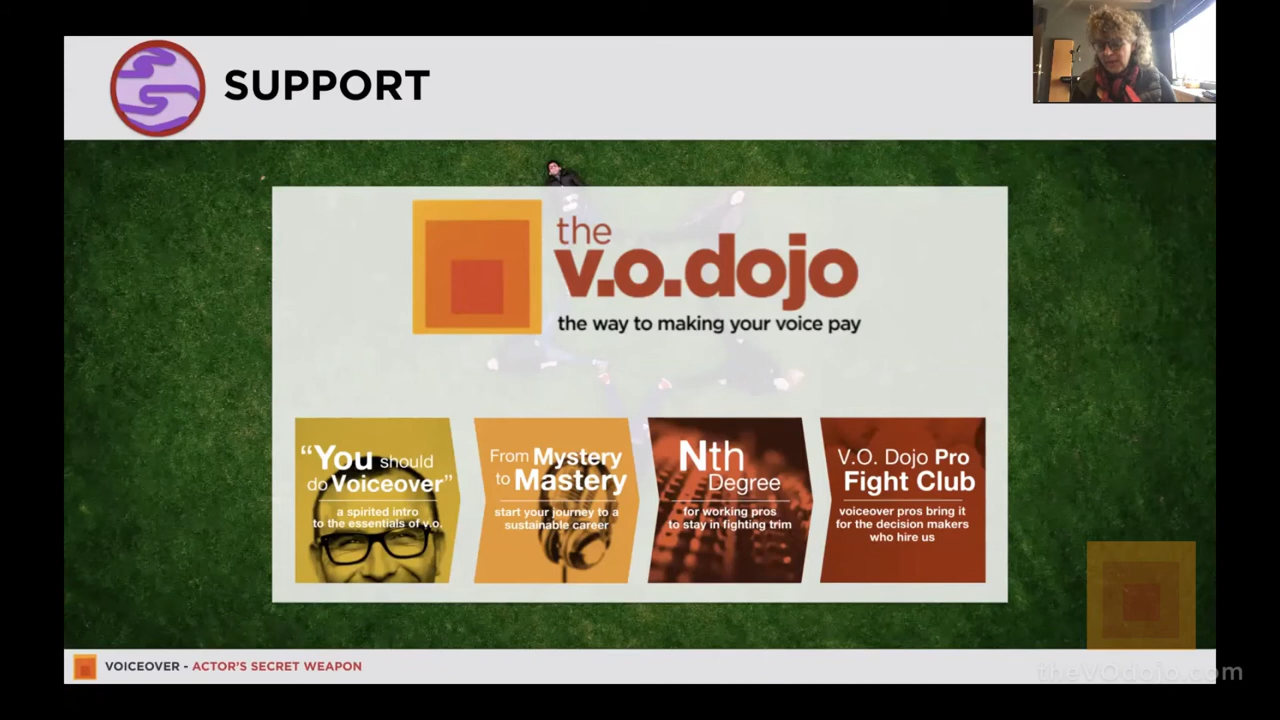 SUPPORT
the
v.o.dojo
the way to making your voice pay
“You should
do Voiceover”
a spirited intro
to the essentials of v.o.
From Mystery
to Mastery
start your journey to a
sustainable career
Nth
Degree
for working pros
to stay in fighting trim
V.O. Dojo Pro
Fight Club
voiceover pros bring it
for the decision makers
who hire us
VOICEOVER - ACTOR'S SECRET WEAPON
theVOdojo.com